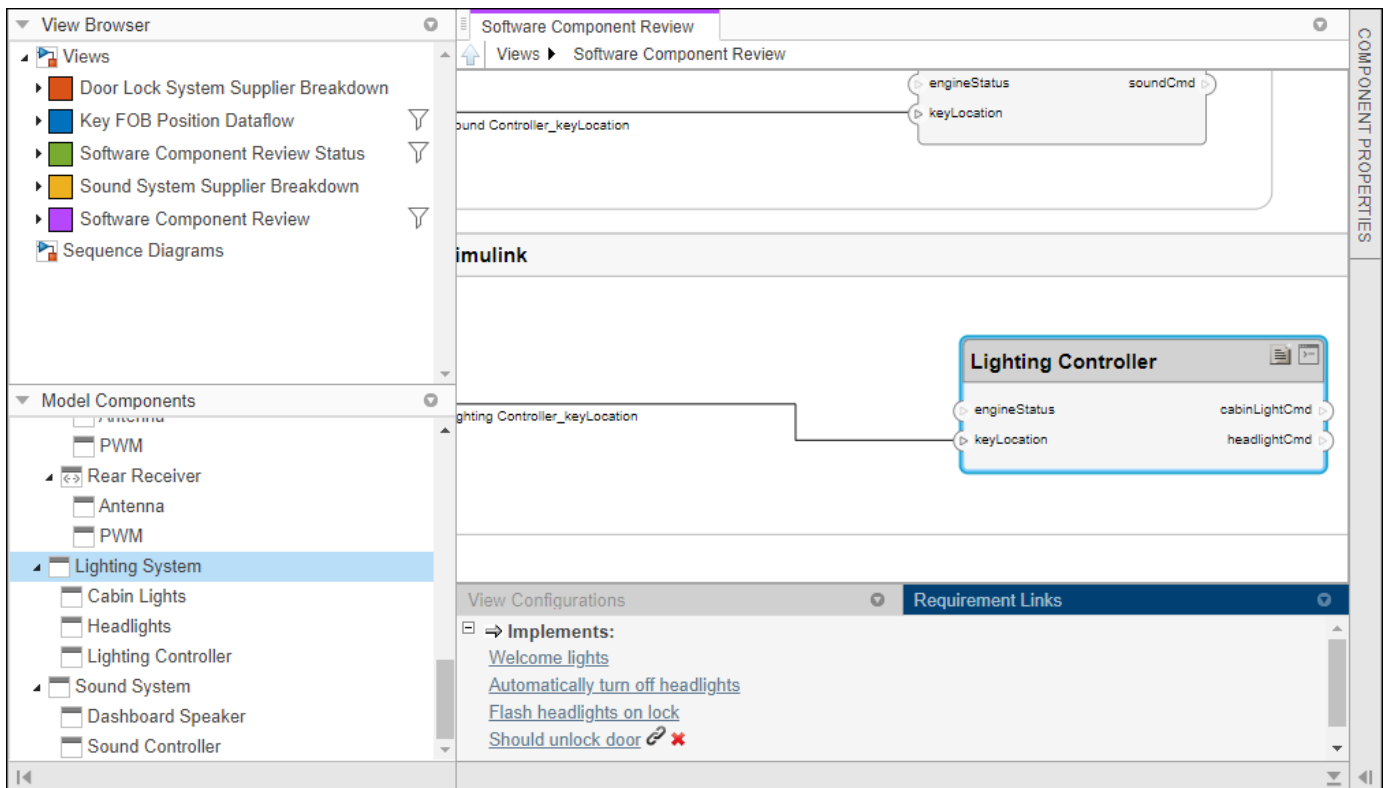 View Browser
Views
Door Lock System Supplier Breakdown
Key FOB Position Dataflow
Software Component Review Status
Sound System Supplier Breakdown
Software Component Review
Sequence Diagrams
Model Components
Antenna
PWM
Rear Receiver
Antenna
PWM
Lighting System
Cabin Lights
Headlights
Lighting Controller
Sound System
Dashboard Speaker
Sound Controller
Software Component Review
Views Software Component Review
engineStatus soundCmd
keyLocation
ound Controller_keyLocation
imulink
Lighting Controller
engineStatus cabinLightCmd
ghting Controller_keyLocation
keyLocation headlightCmd
View Configurations
Requirement Links
Implements:
Welcome lights
Automatically turn off headlights
Flash headlights on lock
Should unlock door
COMPONENT PROPERTIES